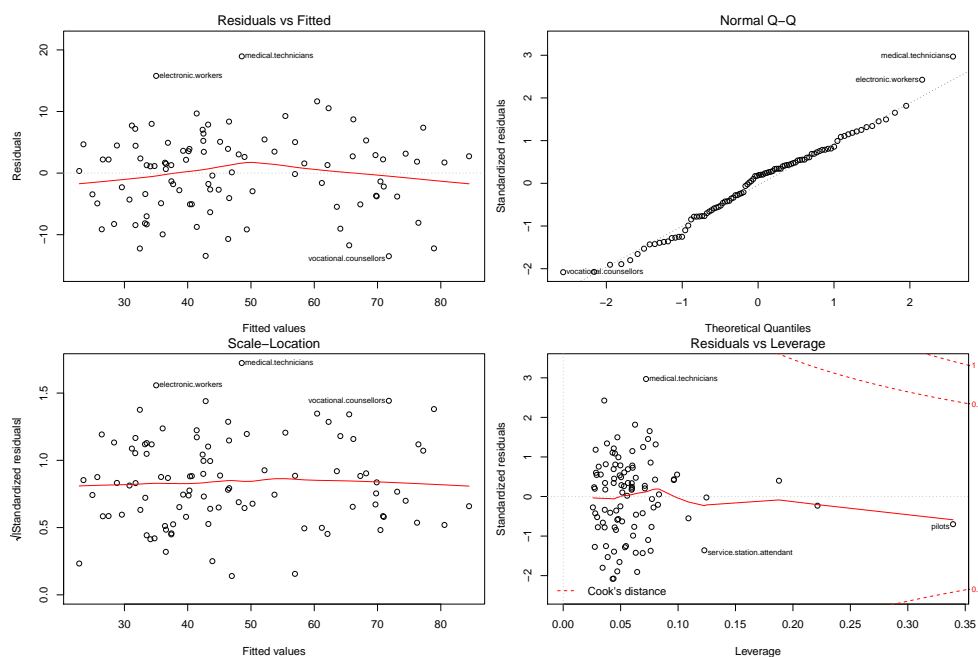 Residuals vs Fitted
20
10
0
−10
Residuals
medical.technicians
electronic.workers
vocational.counsellors
30 40 50 60 70 80
Fitted values
Normal Q−Q
3
2
1
0
−1
−2
Standardized residuals
medical.technicians
electronic.workers
vocational.counsellors
−2 −1 0 1 2
Theoretical Quantiles
Scale−Location
1.5
1.0
0.5
0.0
√|Standardized residuals|
medical.technicians
electronic.workers
vocational.counsellors
30 40 50 60 70 80
Fitted values
Residuals vs Leverage
3
2
1
0
−1
−2
Standardized residuals
medical.technicians
pilots
service.station.attendant
Cook's distance
1
0.
0.
0.00 0.05 0.10 0.15 0.20 0.25 0.30 0.35
Leverage